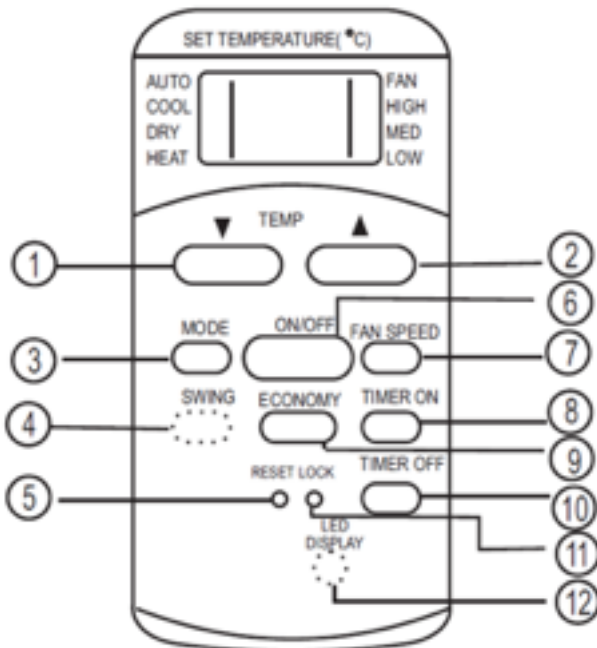 SET TEMPERATURE( °C)
AUTO FAN
COOL HIGH
DRY MED
HEAT LOW
▼ TEMP ▲
1
2
6
MODE ON/OFF FAN SPEED
3
7
SWING ECONOMY TIMER ON
4
8
9
RESET LOCK TIMER OFF
5
10
LED
DISPLAY
11
12